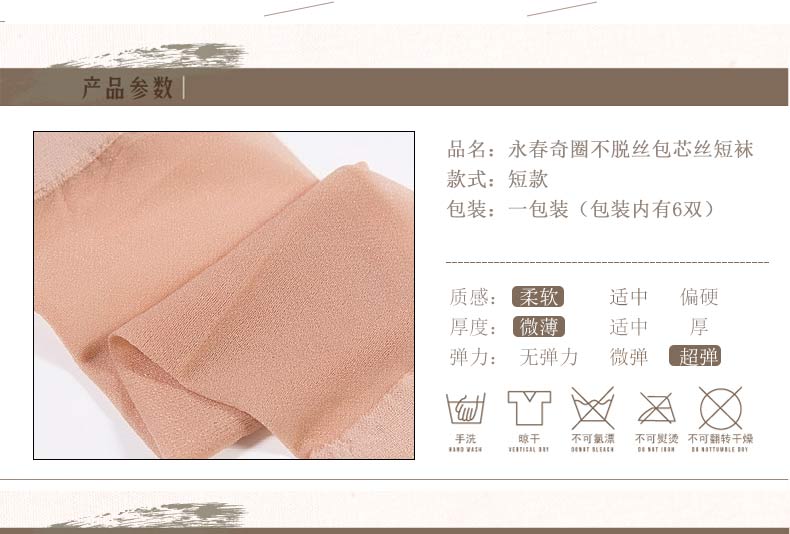 产品参数
品名：永春奇圈不脱丝包芯丝短袜
款式：短款
包装：一包装（包装内有6双）
质感： 柔软 适中 偏硬
厚度： 微薄 适中 厚
弹力： 无弹力 微弹 超弹
手洗 晾干 不可氯漂 不可熨烫 不可翻转干燥
HAND WASH VERTICAL DRY DONOT BLEACH DO NOT IRON DO NOTTUMBLE DRY